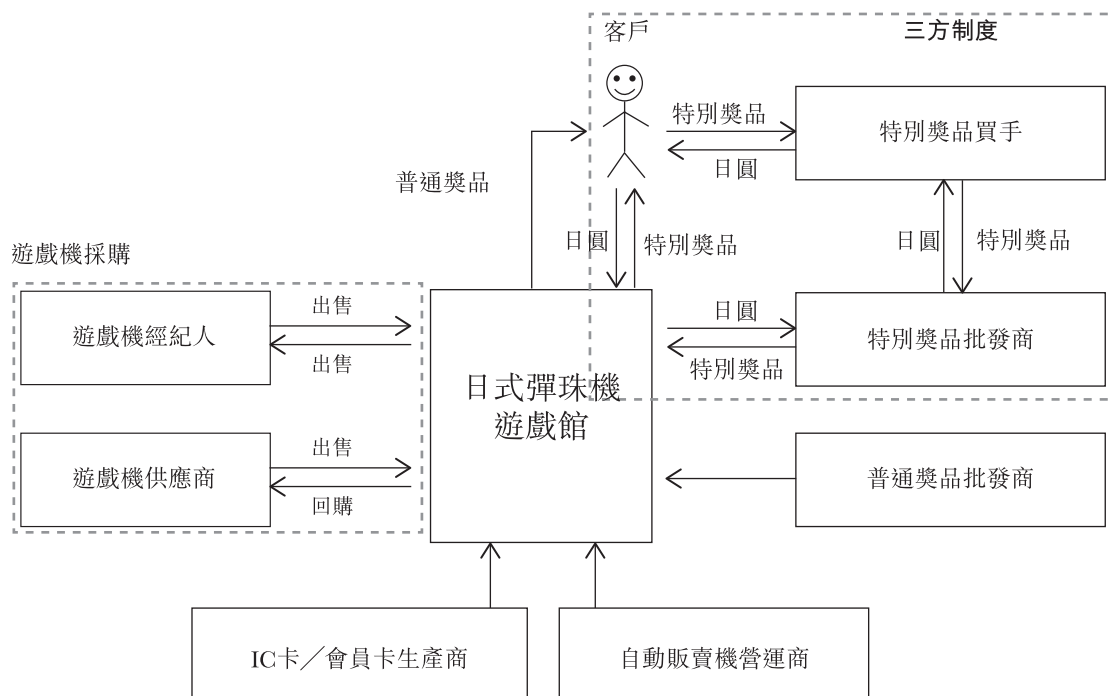 客戶
三方制度
特別獎品
特別獎品買手
日圓
普通獎品
日圓
特別獎品
日圓
特別獎品
遊戲機採購
出售
遊戲機經紀人
出售
日圓
特別獎品批發商
特別獎品
日式彈珠機
遊戲館
出售
遊戲機供應商
回購
普通獎品批發商
IC卡／會員卡生產商
自動販賣機營運商